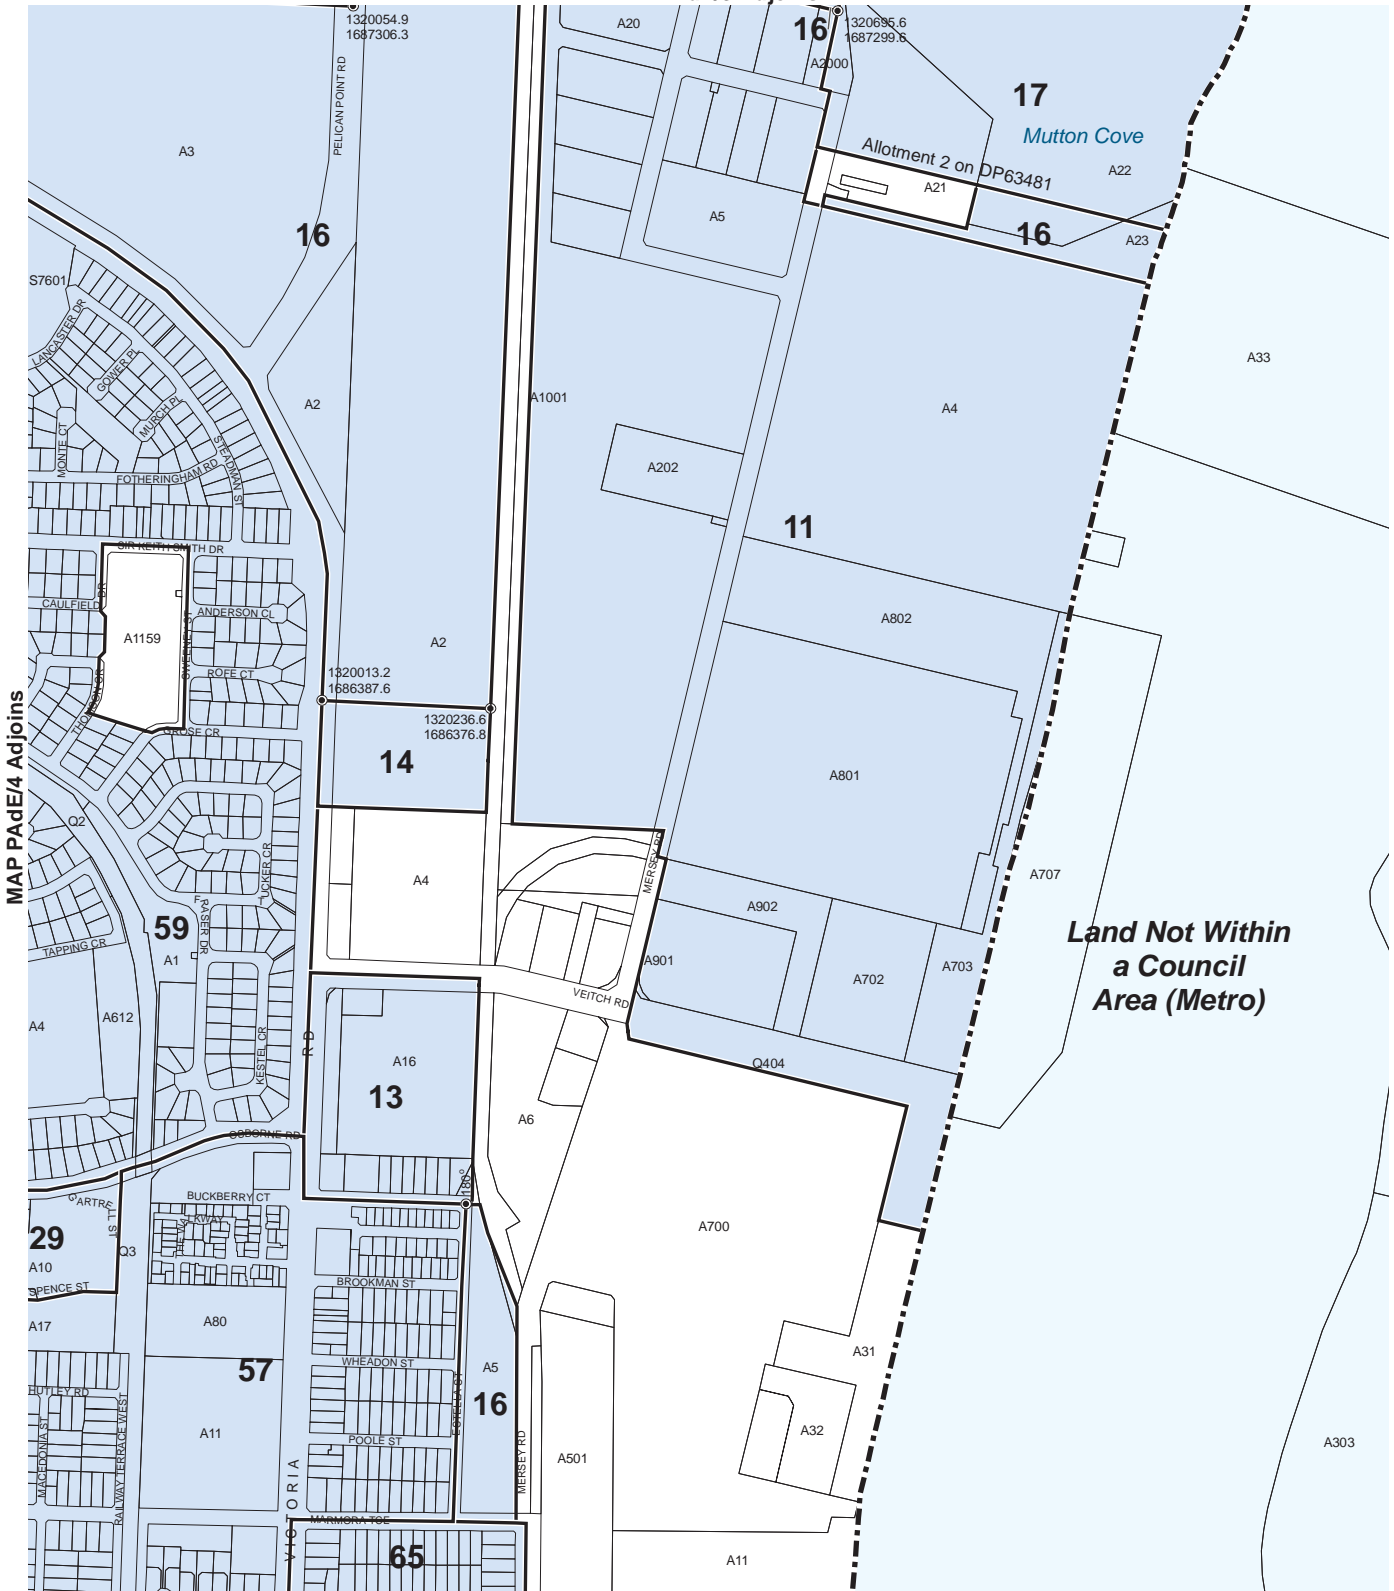 1320054.9
1687306.3
A20
16
1320695.6
1687299.6
A2000
17
Mutton Cove
PELICAN POINT RD
A3
Allotment 2 on DP63481
A22
A21
A5
16
16
A23
S7601
LANCASTER DR
GOWER PL
MURCH PL
MONTE CT
STEADMAN ST
FOTHERINGHAM RD
A2
A1001
A33
A4
A202
11
SIR KEITH SMITH DR
CAULFIELD DR
ANDERSON CL
A1159
SWEENEY ST
A802
A2
ROFE CT
THOMSON CR
1320013.2
1686387.6
1320236.6
1686376.8
GROSE CR
MAP PAdE/4 Adjoins
14
A801
Q2
TUCKER CR
A4
MERSEY RD
A707
FRASER DR
A902
59
TAPPING CR
A1
A901
A703
A702
Land Not Within
a Council
Area (Metro)
VEITCH RD
A612
A4
KESTEL CR
RD
A16
Q404
13
A6
OSBORNE RD
180°
BUCKBERRY CT
GARTRELL ST
THE WALKWAY
A700
29
Q3
A10
SPENCE ST
BROOKMAN ST
A17
A80
A31
WHEADON ST
57
A5
HUTLEY RD
16
ESTELLA ST
MACEDONIA ST
RAILWAY TERRACE WEST
A11
POOLE ST
A32
A303
A501
MERSEY RD
VICTORIA
MARMORA TCE
65
A11